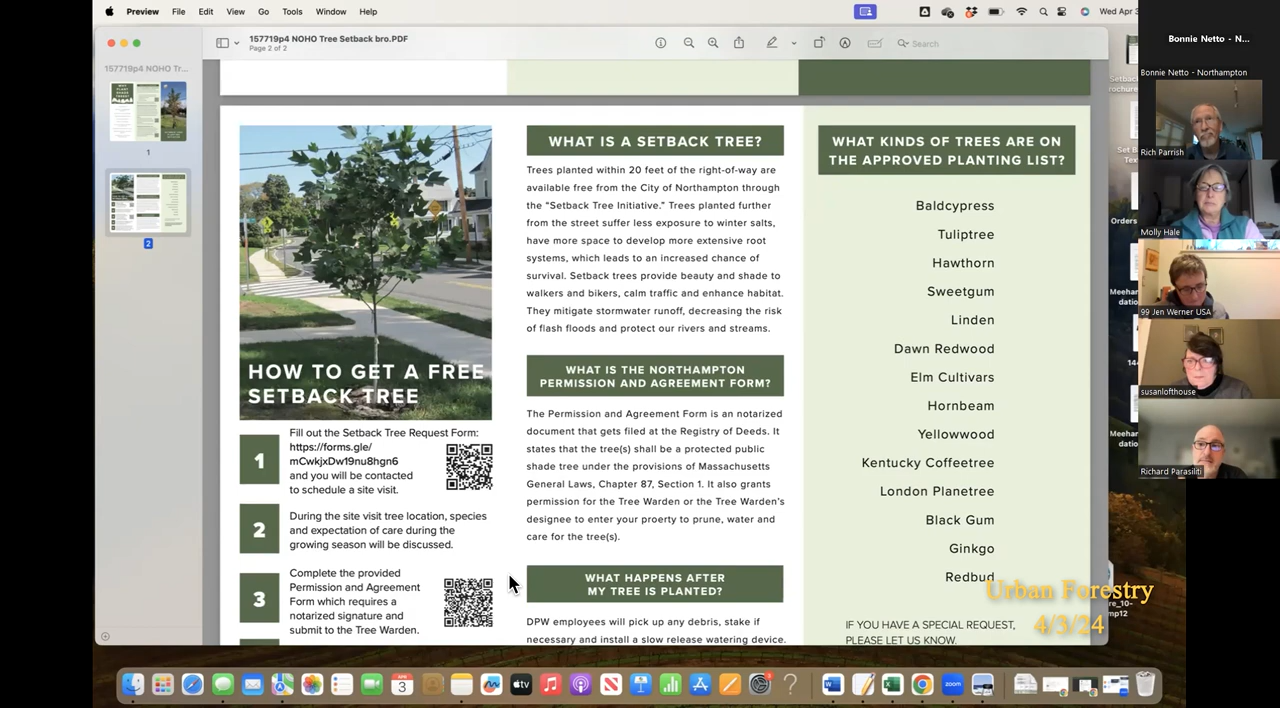 Preview File Edit View Go Tools Window Help
Wed Apr 3
157719p4 NOHO Tree Setback bro.PDF
Page 2 of 2
Search
157719p4 NOHO Tr...
1
2
HOW TO GET A FREE
SETBACK TREE
1
Fill out the Setback Tree Request Form:
https://forms.gle/
mCwkjxDw19nu8hgn6
and you will be contacted
to schedule a site visit.
2
During the site visit tree location, species
and expectation of care during the
growing season will be discussed.
3
Complete the provided
Permission and Agreement
Form which requires a
notarized signature and
submit to the Tree Warden.
WHAT IS A SETBACK TREE?
Trees planted within 20 feet of the right-of-way are
available free from the City of Northampton through
the "Setback Tree Initiative." Trees planted further
from the street suffer less exposure to winter salts,
have more space to develop more extensive root
systems, which leads to an increased chance of
survival. Setback trees provide beauty and shade to
walkers and bikers, calm traffic and enhance habitat.
They mitigate stormwater runoff, decreasing the risk
of flash floods and protect our rivers and streams.
WHAT IS THE NORTHAMPTON
PERMISSION AND AGREEMENT FORM?
The Permission and Agreement Form is an notarized
document that gets filed at the Registry of Deeds. It
states that the tree(s) shall be a protected public
shade tree under the provisions of Massachusetts
General Laws, Chapter 87, Section 1. It also grants
permission for the Tree Warden or the Tree Warden's
designee to enter your proerty to prune, water and
care for the tree(s).
WHAT HAPPENS AFTER
MY TREE IS PLANTED?
DPW employees will pick up any debris, stake if
necessary and install a slow release watering device.
WHAT KINDS OF TREES ARE ON
THE APPROVED PLANTING LIST?
Baldcypress
Tuliptree
Hawthorn
Sweetgum
Linden
Dawn Redwood
Elm Cultivars
Hornbeam
Yellowwood
Kentucky Coffeetree
London Planetree
Black Gum
Ginkgo
Redbud
IF YOU HAVE A SPECIAL REQUEST,
PLEASE LET US KNOW.
Urban Forestry
4/3/24
Bonnie Netto - N...
Bonnie Netto - Northampton
Rich Parrish
Molly Hale
99 Jen Werner USA
susanlofthouse
Richard Parasiliti